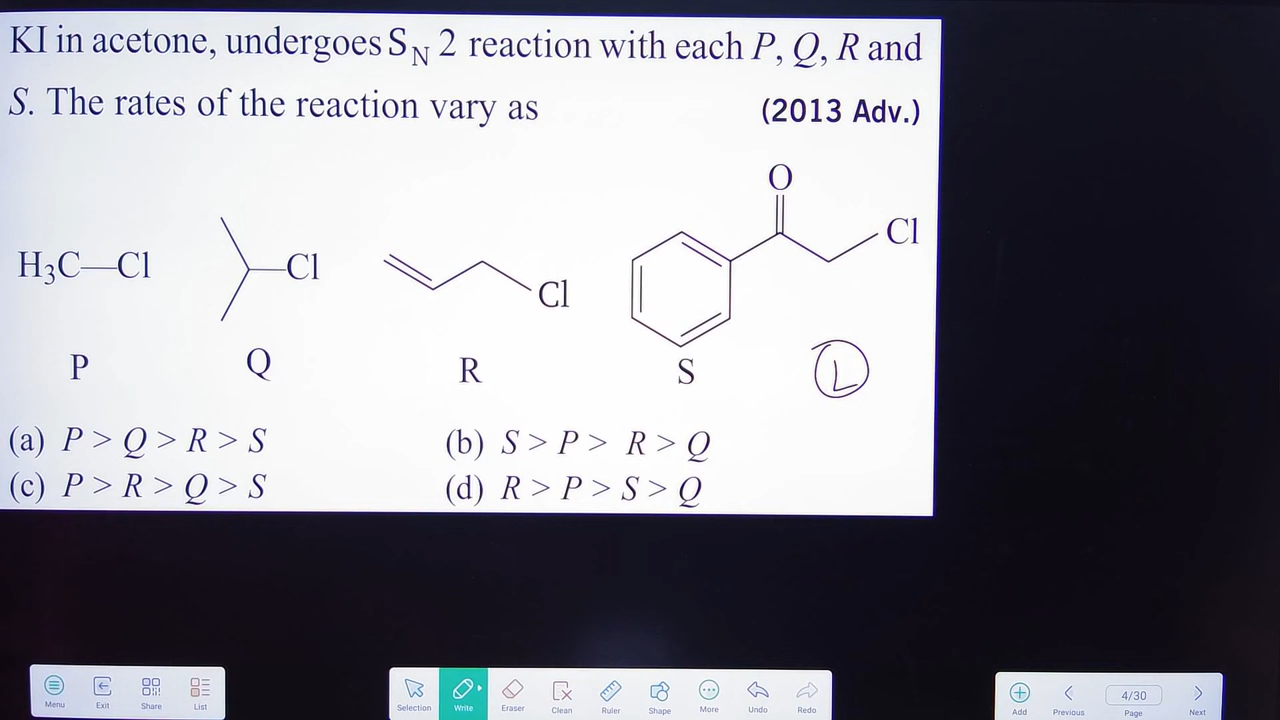 KI in acetone, undergoes S_N 2 reaction with each P, Q, R and
S. The rates of the reaction vary as (2013 Adv.)
O
H₃C—Cl Cl Cl Cl
P Q R S L
(a) P > Q > R > S (b) S > P > R > Q
(c) P > R > Q > S (d) R > P > S > Q
Menu Exit Share List Selection Write Eraser Clean Ruler Shape More Undo Redo Add Previous 4/30 Page Next